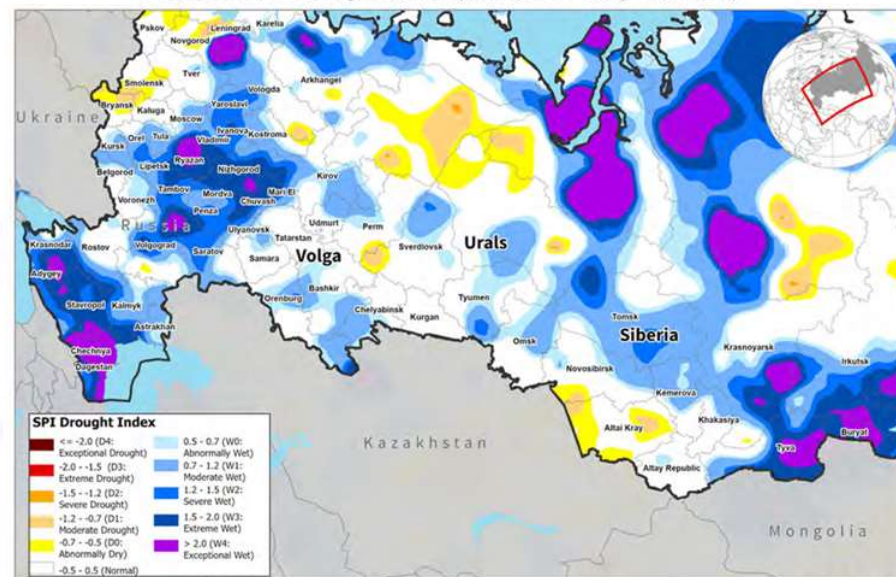 Pskov
Leningrad
Karelia
Novgorod
Tver
Smolensk
Vologda
Arkhangel
Bryansk
Kaluga
Yaroslavl
Moscow
Ukraine
Orel
Tula
Ivanova
Vladimir
Kostroma
Kursk
Ryazan
Belgorod
Lipetsk
Nizhgorod
Kirov
Tambov
Mordva
Mari El
Chuvash
Voronezh
Penza
Russia
Udmurt
Perm
Ulyanovsk
Tatarstan
Sverdlovsk
Urals
Krasnodar
Rostov
Volgograd
Saratov
Samara
Volga
Adygey
Bashkir
Stavropol
Kalmyk
Orenburg
Chelyabinsk
Kurgan
Tyumen
Astrakhan
Tomsk
Omsk
Siberia
Krasnoyarsk
Chechnya
Dagestan
Novosibirsk
Irkutsk
Kemerova
Khakasiya
Altai Kray
Kazakhstan
Tyva
Buryat
Altay Republic
Mongolia
SPI Drought Index
<= -2.0 (D4:
Exceptional Drought)
-2.0 - -1.5 (D3:
Extreme Drought)
-1.5 - -1.2 (D2:
Severe Drought)
-1.2 - -0.7 (D1:
Moderate Drought)
-0.7 - -0.5 (D0:
Abnormally Dry)
-0.5 - 0.5 (Normal)
0.5 - 0.7 (W0:
Abnormally Wet)
0.7 - 1.2 (W1:
Moderate Wet)
1.2 - 1.5 (W2:
Severe Wet)
1.5 - 2.0 (W3:
Extreme Wet)
> 2.0 (W4:
Exceptional Wet)